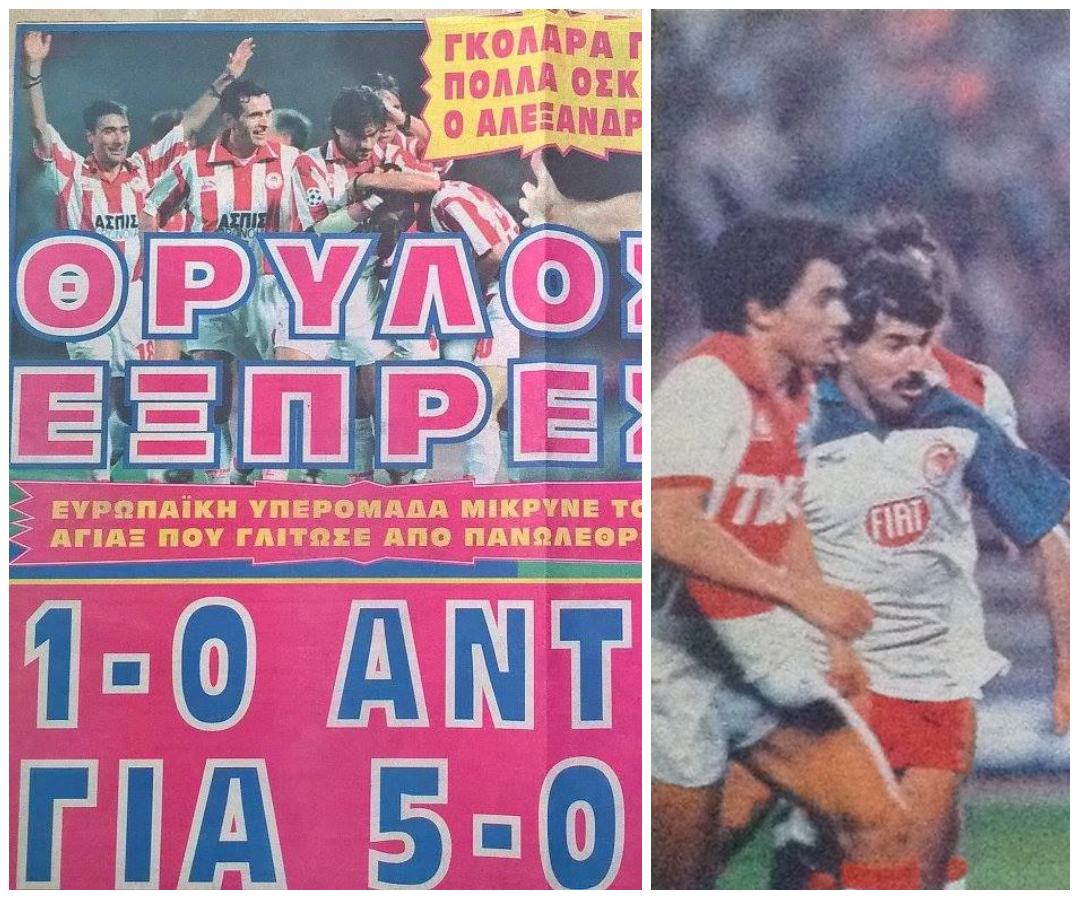 ΓΚΟΛΑΡΑ
ΠΟΛΛΑ ΟΣΚ
Ο ΑΛΕΞΑΝΔΡ
ΑΣΠΙΣ
ΑΣΠΙΣ
ΘΡΥΛΟΣ
ΕΞΠΡΕΣ
ΕΥΡΩΠΑΪΚΗ ΥΠΕΡΟΜΑΔΑ ΜΙΚΡΥΝΕ ΤΟ
ΑΓΙΑΞ ΠΟΥ ΓΛΙΤΩΣΕ ΑΠΟ ΠΑΝΩΛΕΘΡ
1-0 ΑΝΤ
ΓΙΑ 5-0
18
TDK
FIAT